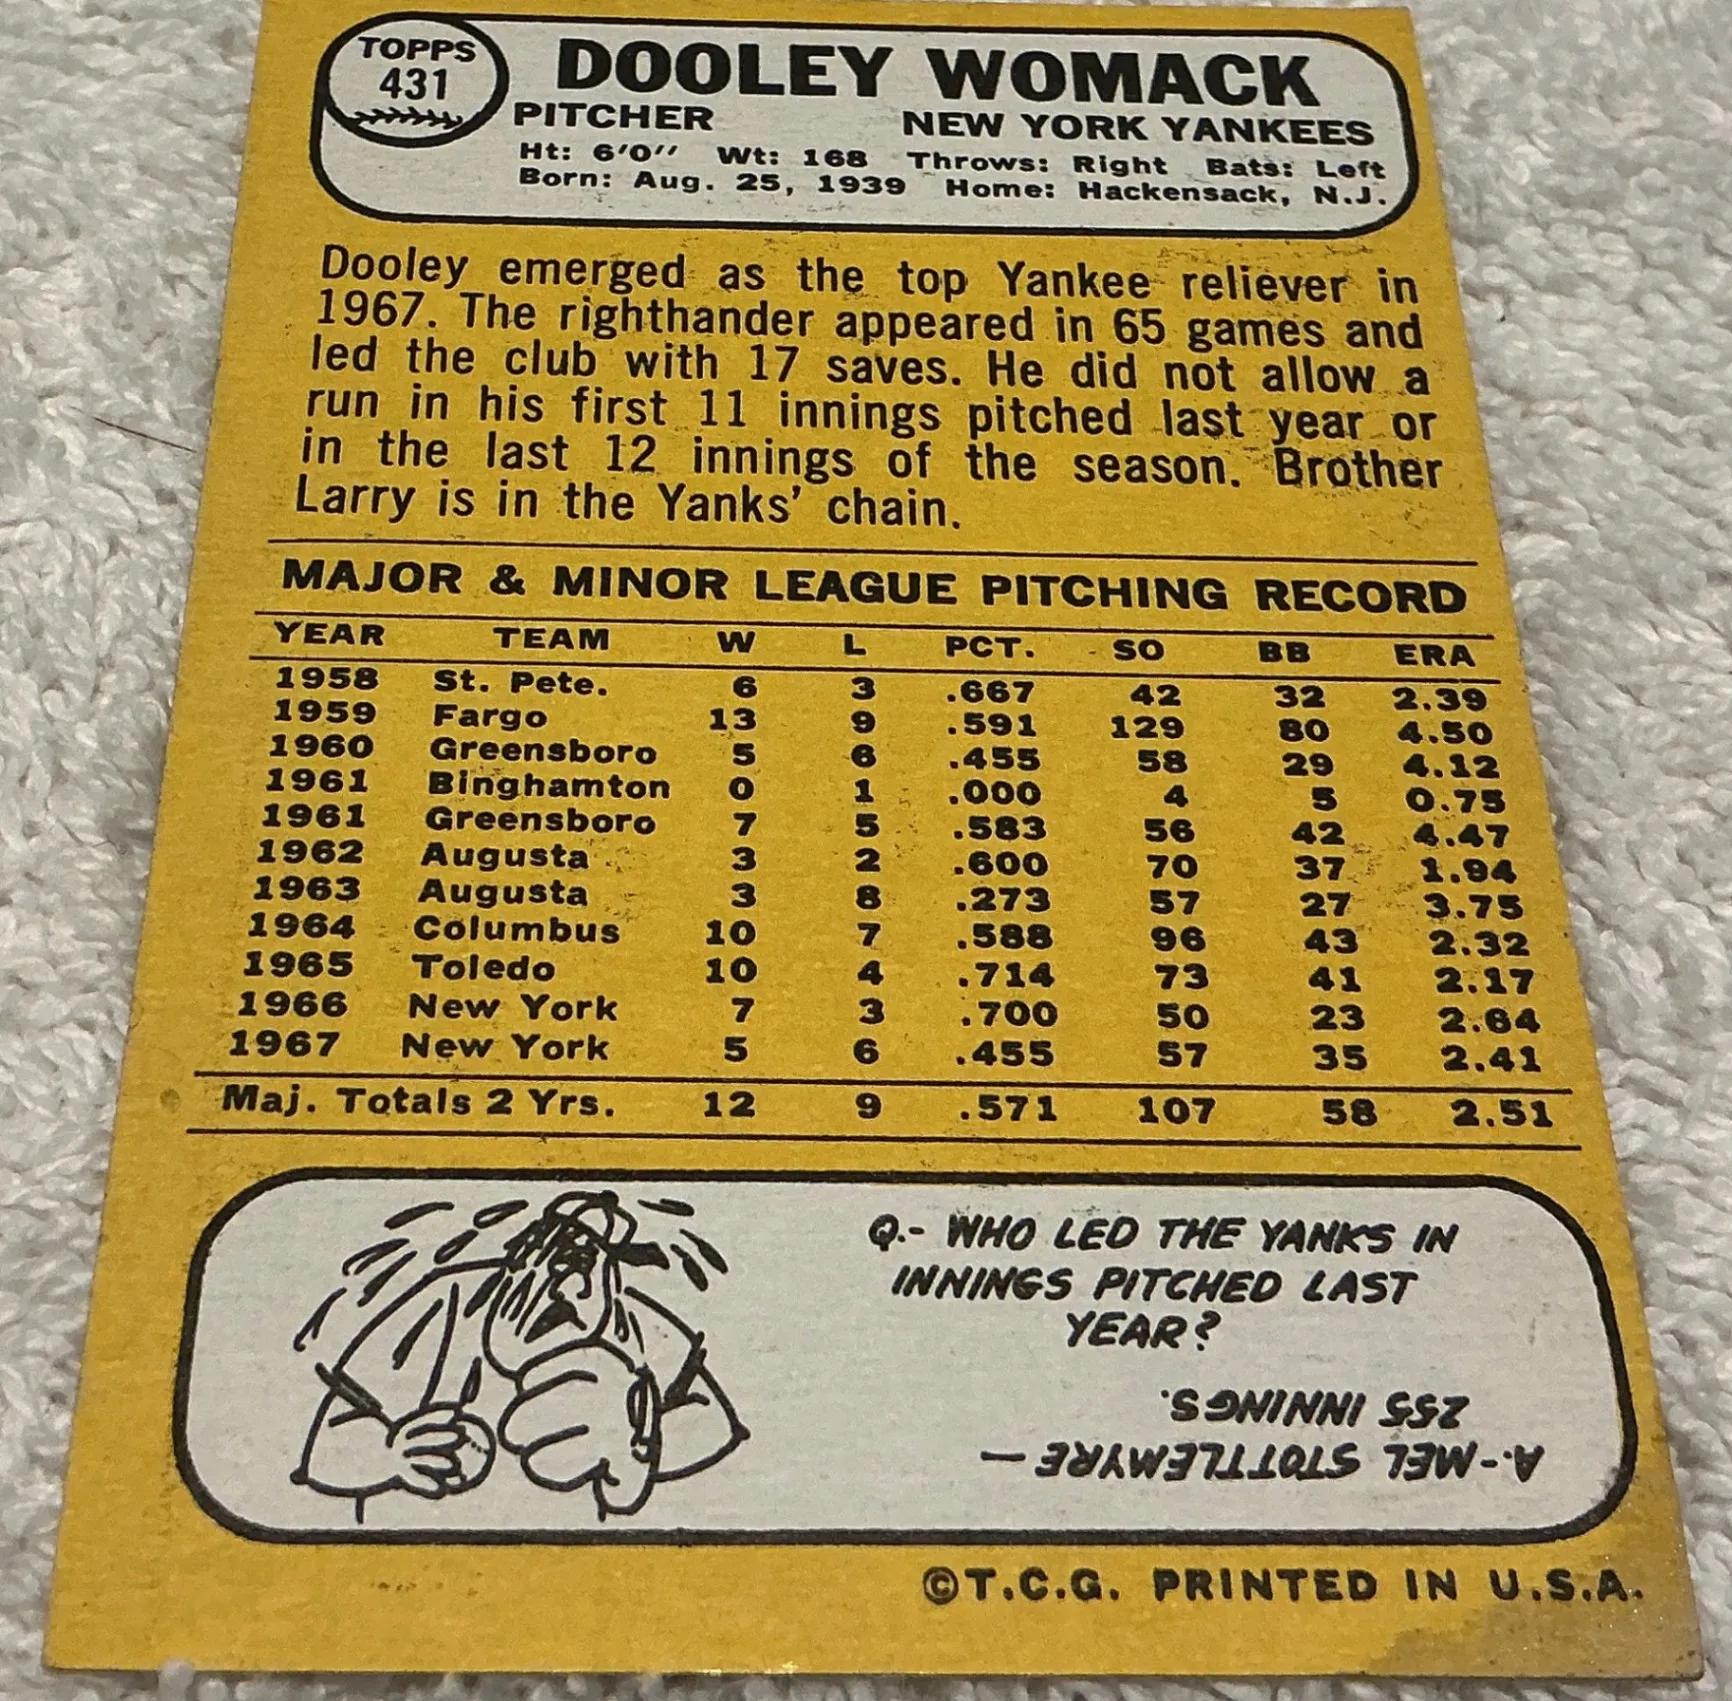 TOPPS
431
DOOLEY WOMACK
PITCHER NEW YORK YANKEES
Ht: 6'0" Wt: 168 Throws: Right Bats: Left
Born: Aug. 25, 1939 Home: Hackensack, N.J.
Dooley emerged as the top Yankee reliever in
1967. The righthander appeared in 65 games and
led the club with 17 saves. He did not allow a
run in his first 11 innings pitched last year or
in the last 12 innings of the season. Brother
Larry is in the Yanks' chain.
MAJOR & MINOR LEAGUE PITCHING RECORD
YEAR TEAM W L PCT. SO BB ERA
1958 St. Pete. 6 3 .667 42 32 2.39
1959 Fargo 13 9 .591 129 80 4.50
1960 Greensboro 5 6 .455 58 29 4.12
1961 Binghamton 0 1 .000 4 5 0.75
1961 Greensboro 7 5 .583 56 42 4.47
1962 Augusta 3 2 .600 70 37 1.94
1963 Augusta 3 8 .273 57 27 3.75
1964 Columbus 10 7 .588 96 43 2.32
1965 Toledo 10 4 .714 73 41 2.17
1966 New York 7 3 .700 50 23 2.64
1967 New York 5 6 .455 57 35 2.41
Maj. Totals 2 Yrs. 12 9 .571 107 58 2.51
Q.- WHO LED THE YANKS IN
INNINGS PITCHED LAST
YEAR?
A.-MEL STOTTLEMYRE —
255 INNINGS.
©T.C.G. PRINTED IN U.S.A.